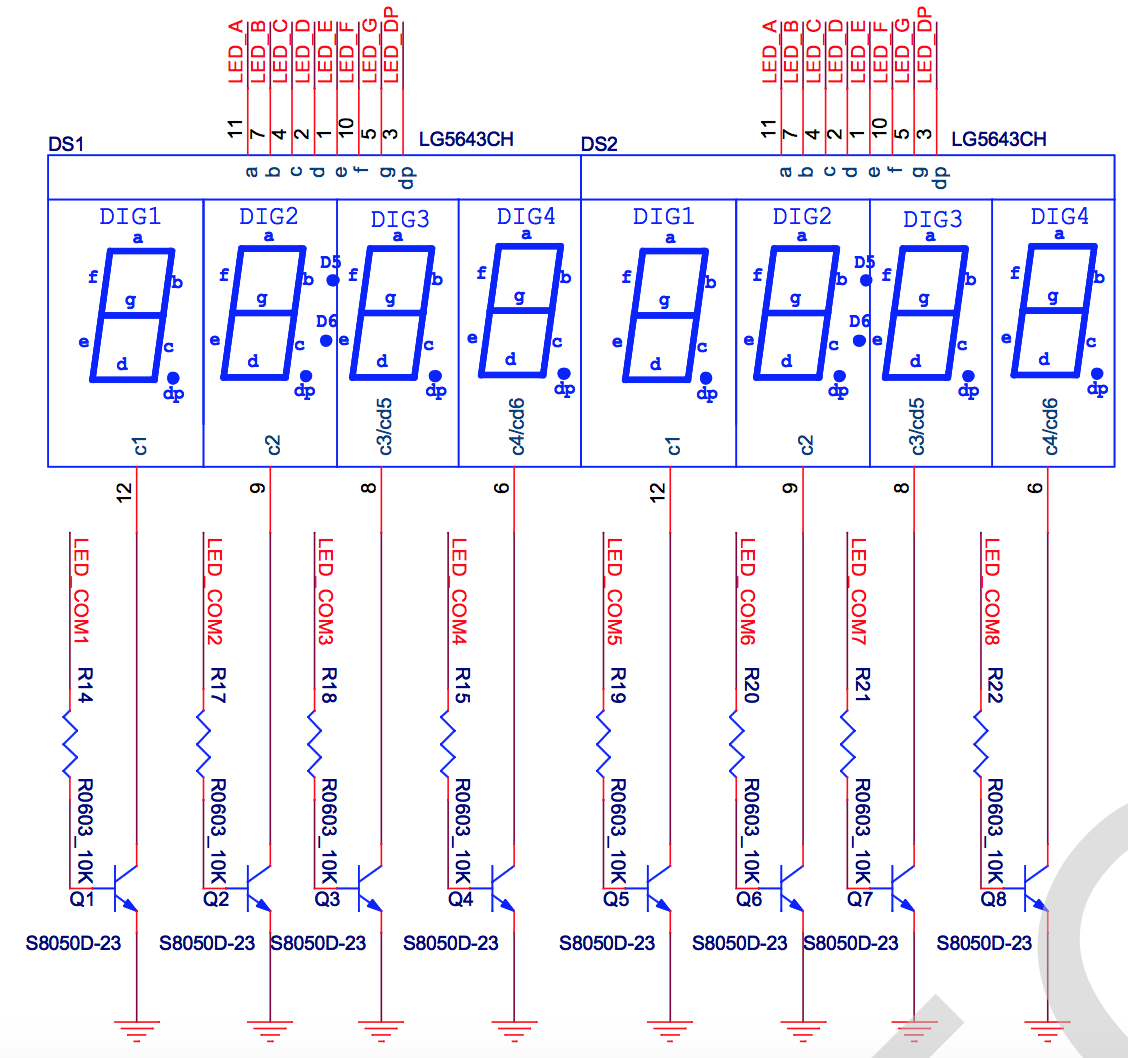 LED_A LED_B LED_C LED_D LED_E LED_F LED_G LED_DP LED_A LED_B LED_C LED_D LED_E LED_F LED_G LED_DP
11 7 4 2 1 10 5 3 11 7 4 2 1 10 5 3
DS1 LG5643CH DS2 LG5643CH
a b c d e f g dp a b c d e f g dp
DIG1 DIG2 DIG3 DIG4 DIG1 DIG2 DIG3 DIG4
a a a a a a a a
D5 D5
f b f b f b f b f b f b f b f b
g g g g g g g g
D6 D6
e c e c e c e c e c e c e c e c
d d d d d d d d
dp dp dp dp dp dp dp dp
c1 c2 c3/cd5 c4/cd6 c1 c2 c3/cd5 c4/cd6
12 9 8 6 12 9 8 6
LED_COM1 LED_COM2 LED_COM3 LED_COM4 LED_COM5 LED_COM6 LED_COM7 LED_COM8
R14 R17 R18 R15 R19 R20 R21 R22
R0603_10K R0603_10K R0603_10K R0603_10K R0603_10K R0603_10K R0603_10K R0603_10K
Q1 Q2 Q3 Q4 Q5 Q6 Q7 Q8
S8050D-23 S8050D-23 S8050D-23 S8050D-23 S8050D-23 S8050D-23 S8050D-23 S8050D-23